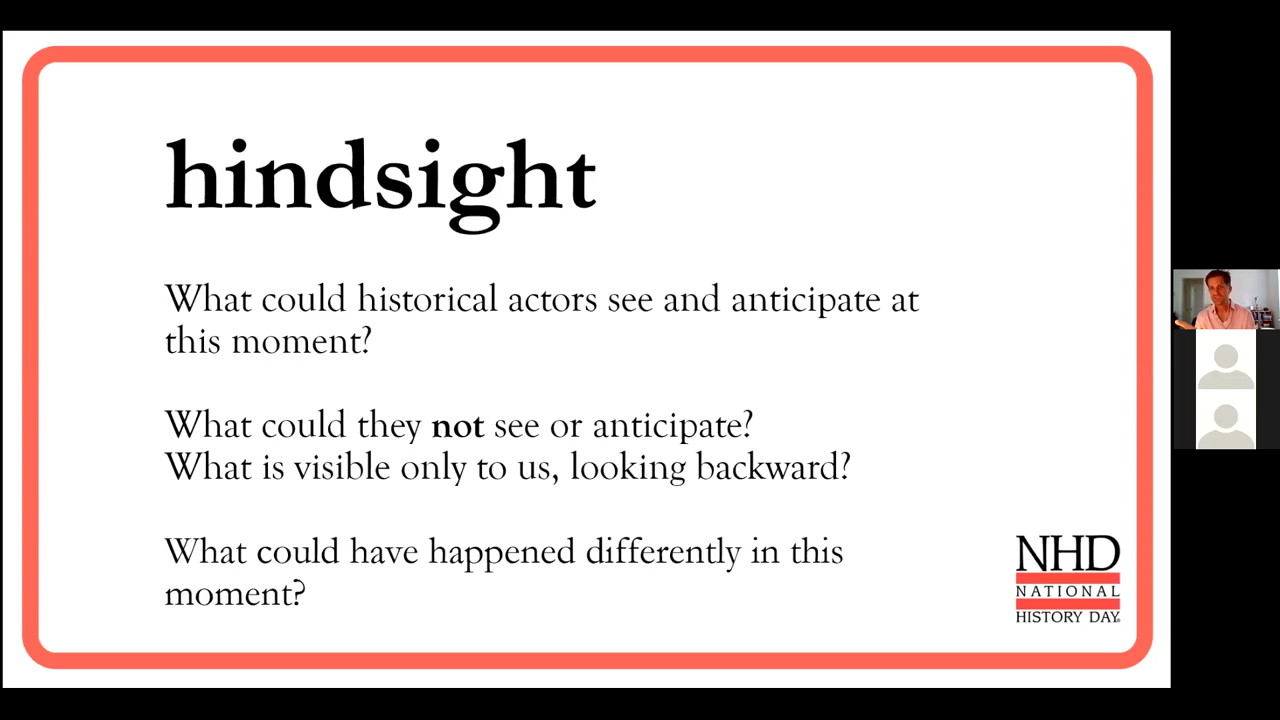 hindsight
What could historical actors see and anticipate at
this moment?
What could they not see or anticipate?
What is visible only to us, looking backward?
What could have happened differently in this
moment?
NHD
NATIONAL
HISTORY DAY®